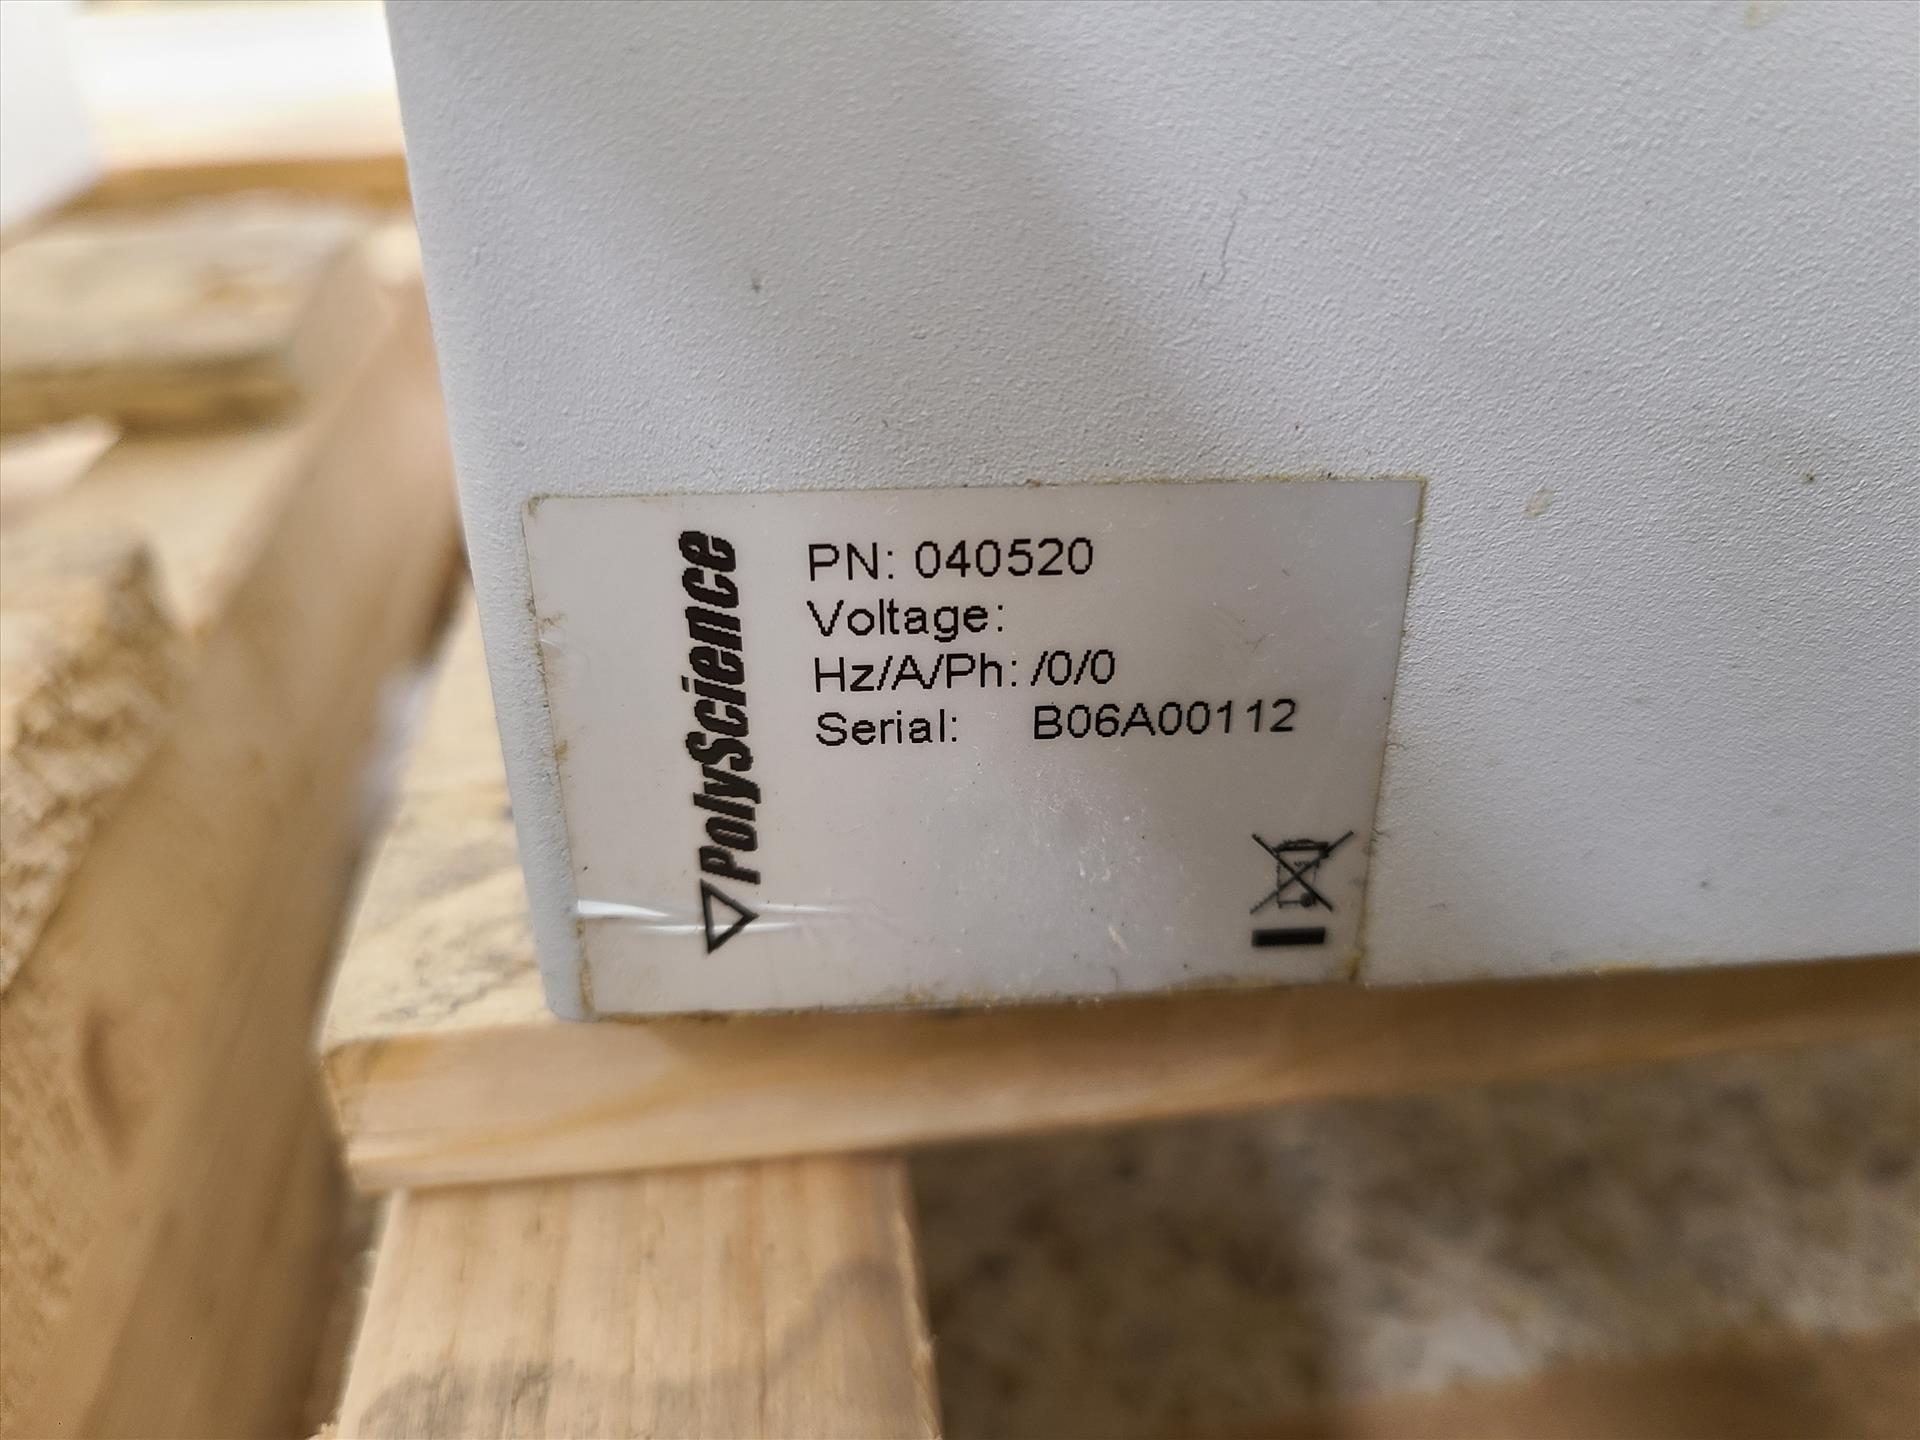 PolyScience
PN: 040520
Voltage:
Hz/A/Ph: /0/0
Serial: B06A00112